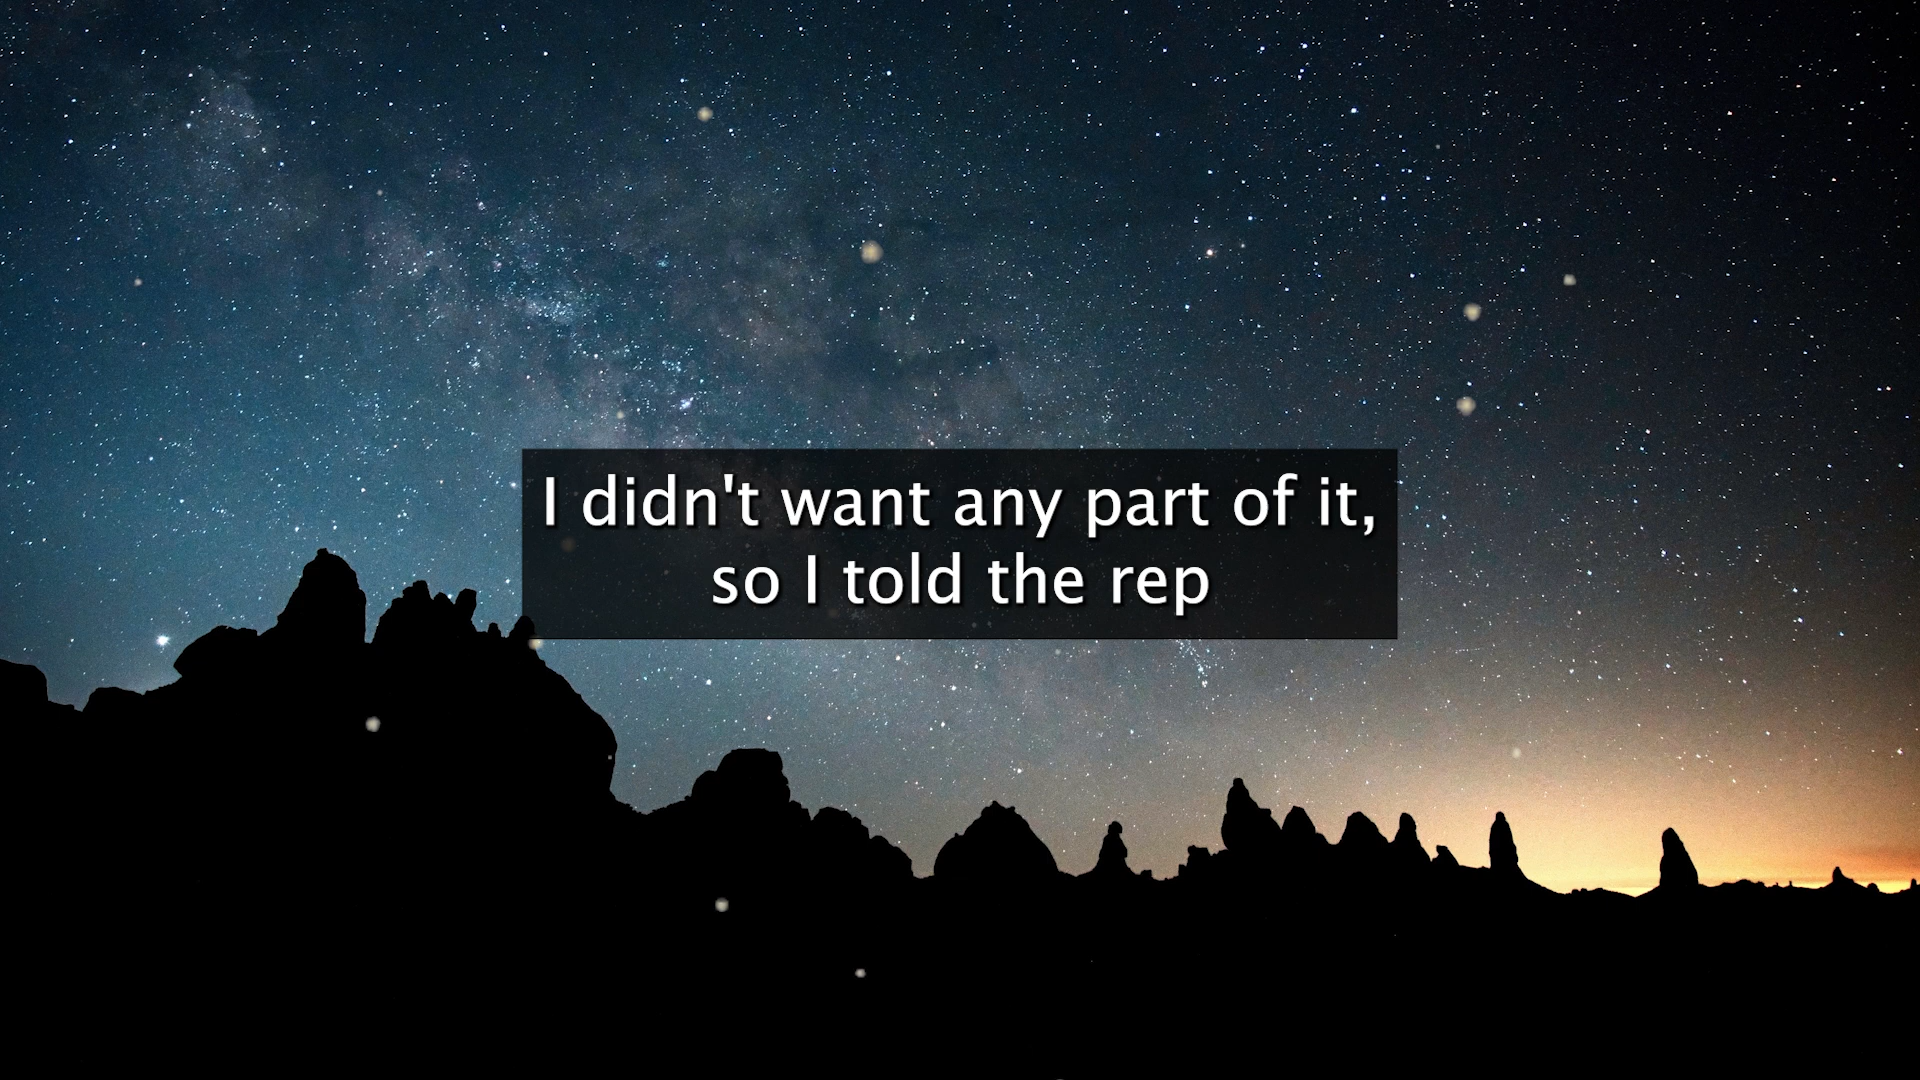 I didn't want any part of it,
so I told the rep